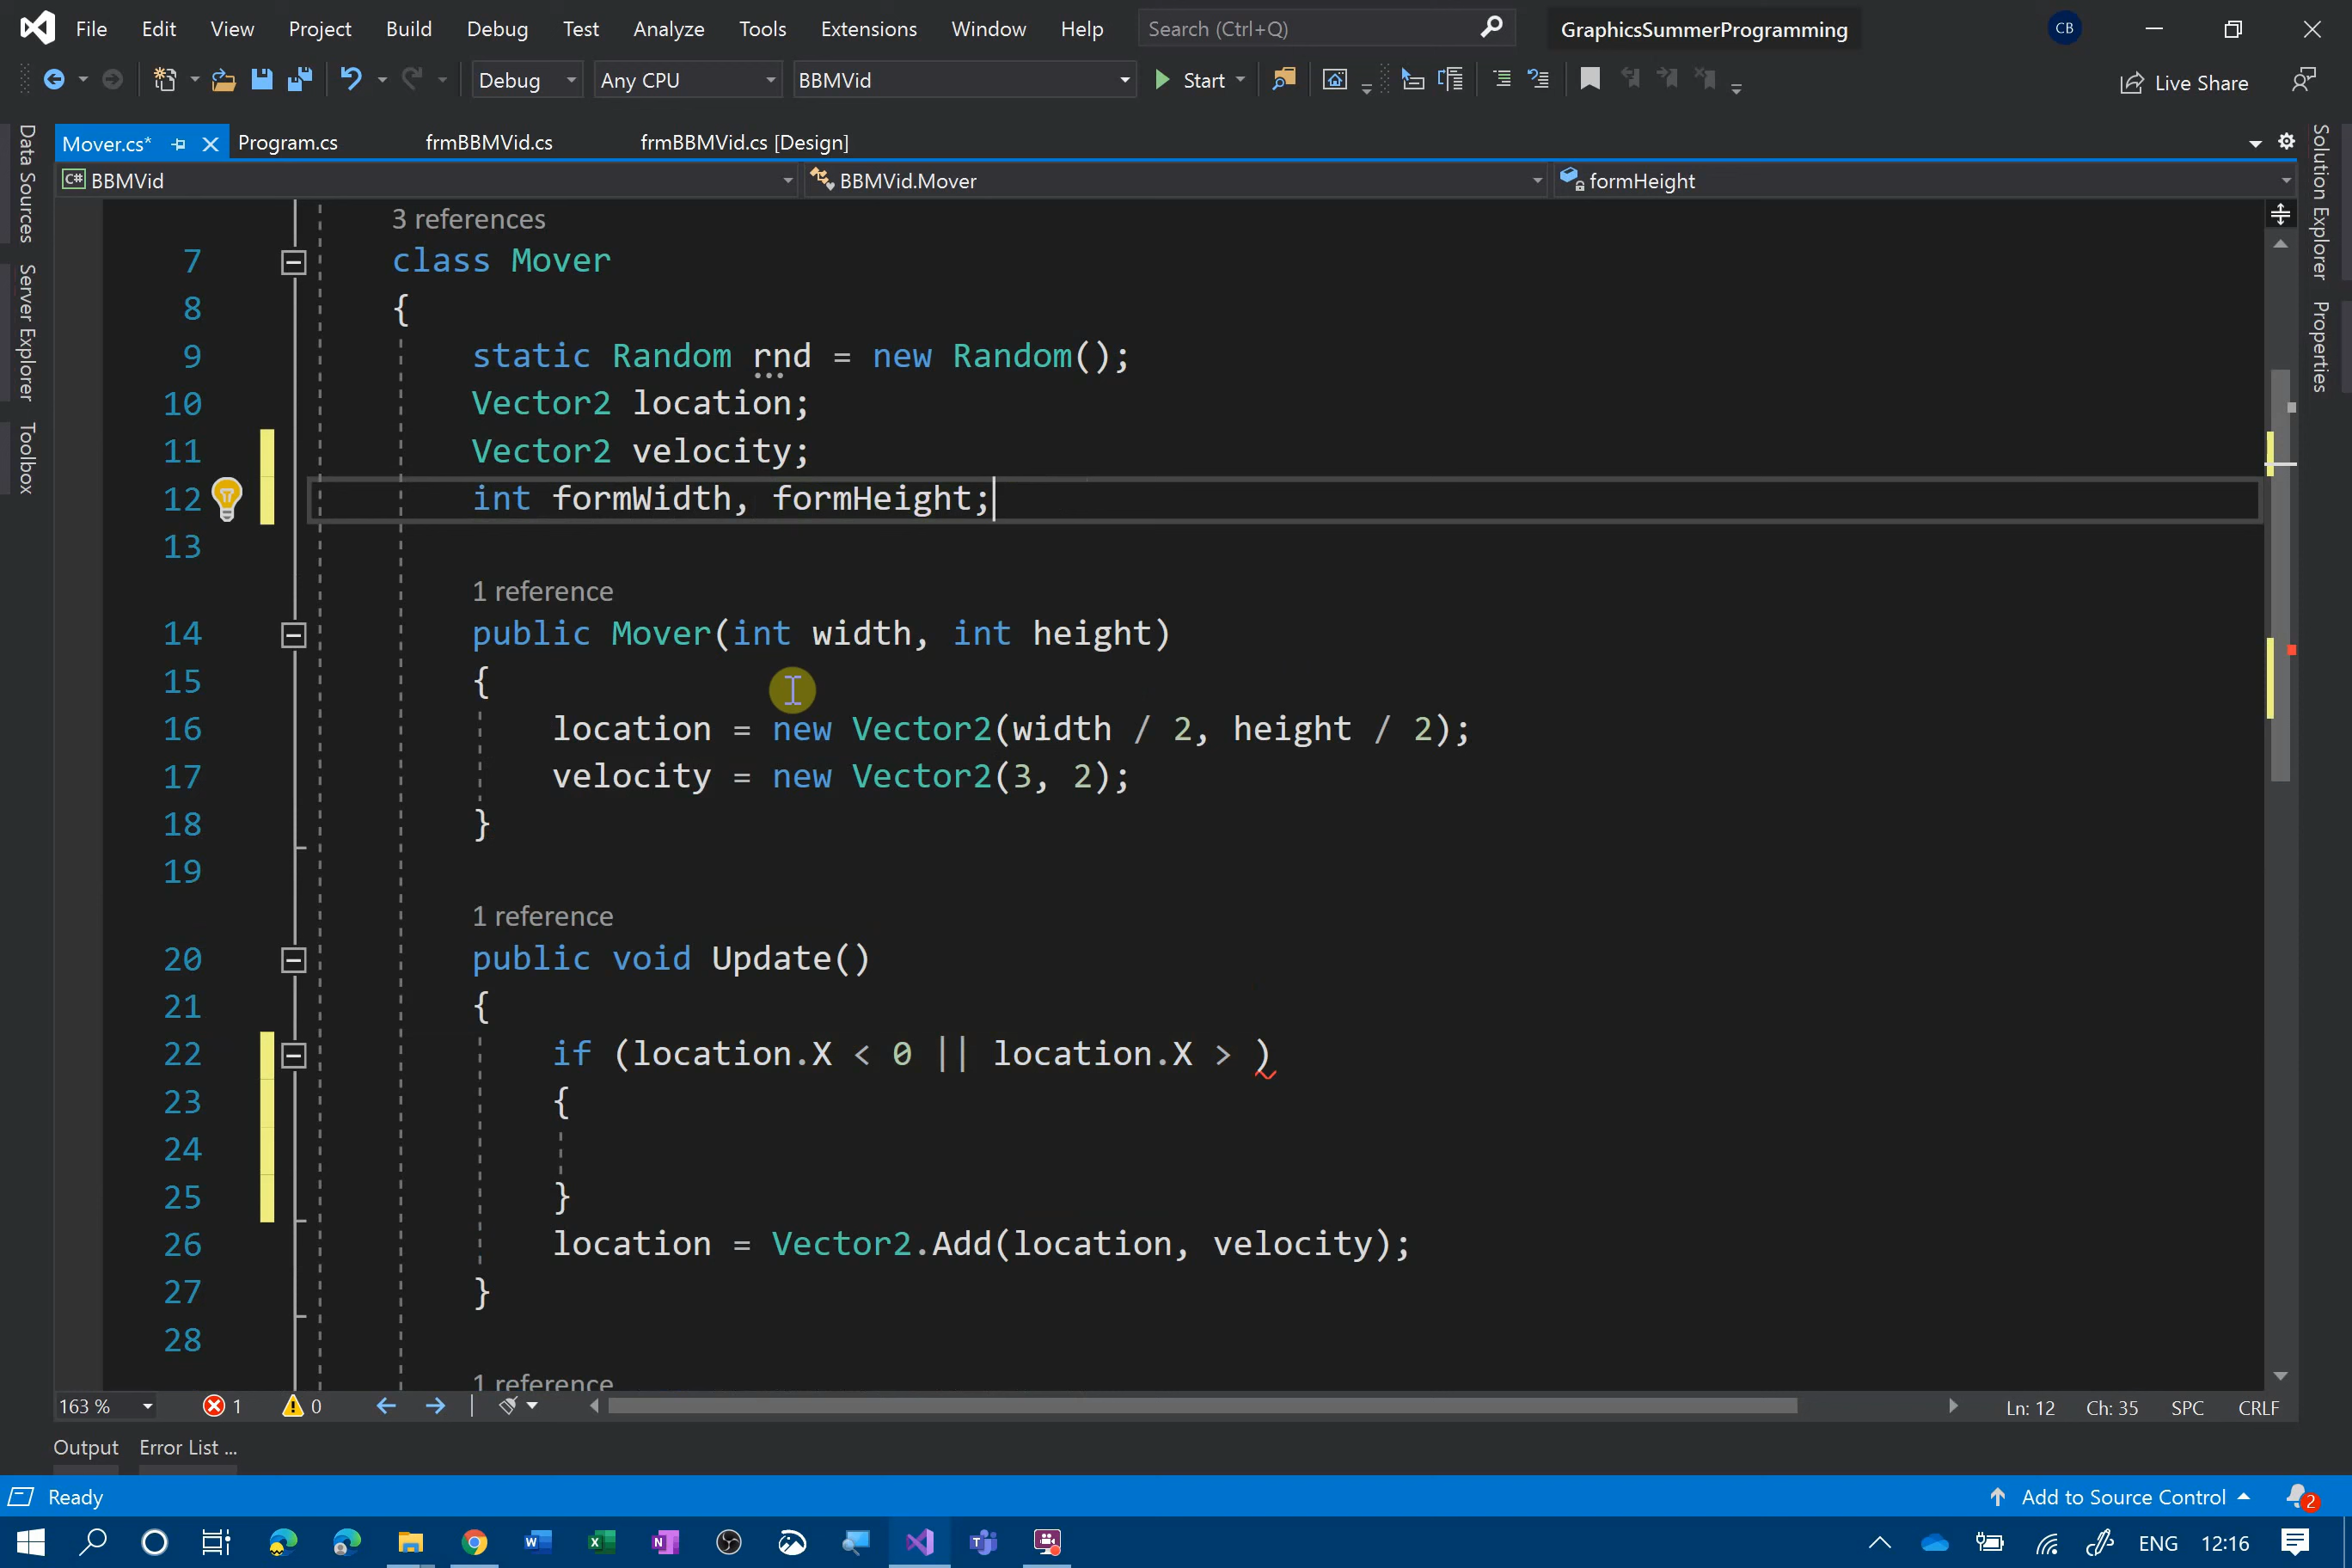 File Edit View Project Build Debug Test Analyze Tools Extensions Window Help Search (Ctrl+Q) GraphicsSummerProgramming CB
Debug Any CPU BBMVid Start Live Share
Mover.cs* Program.cs frmBBMVid.cs frmBBMVid.cs [Design]
C# BBMVid BBMVid.Mover formHeight
Data Sources
Server Explorer
Toolbox
Solution Explorer
Properties
3 references
7 class Mover
8 {
9 static Random rnd = new Random();
10 Vector2 location;
11 Vector2 velocity;
12 int formWidth, formHeight;
13
1 reference
14 public Mover(int width, int height)
15 {
16 location = new Vector2(width / 2, height / 2);
17 velocity = new Vector2(3, 2);
18 }
19
1 reference
20 public void Update()
21 {
22 if (location.X < 0 || location.X > )
23 {
24
25 }
26 location = Vector2.Add(location, velocity);
27 }
28
1 reference
163 % 1 0 Ln: 12 Ch: 35 SPC CRLF
Output Error List ...
Ready Add to Source Control 2
ENG 12:16